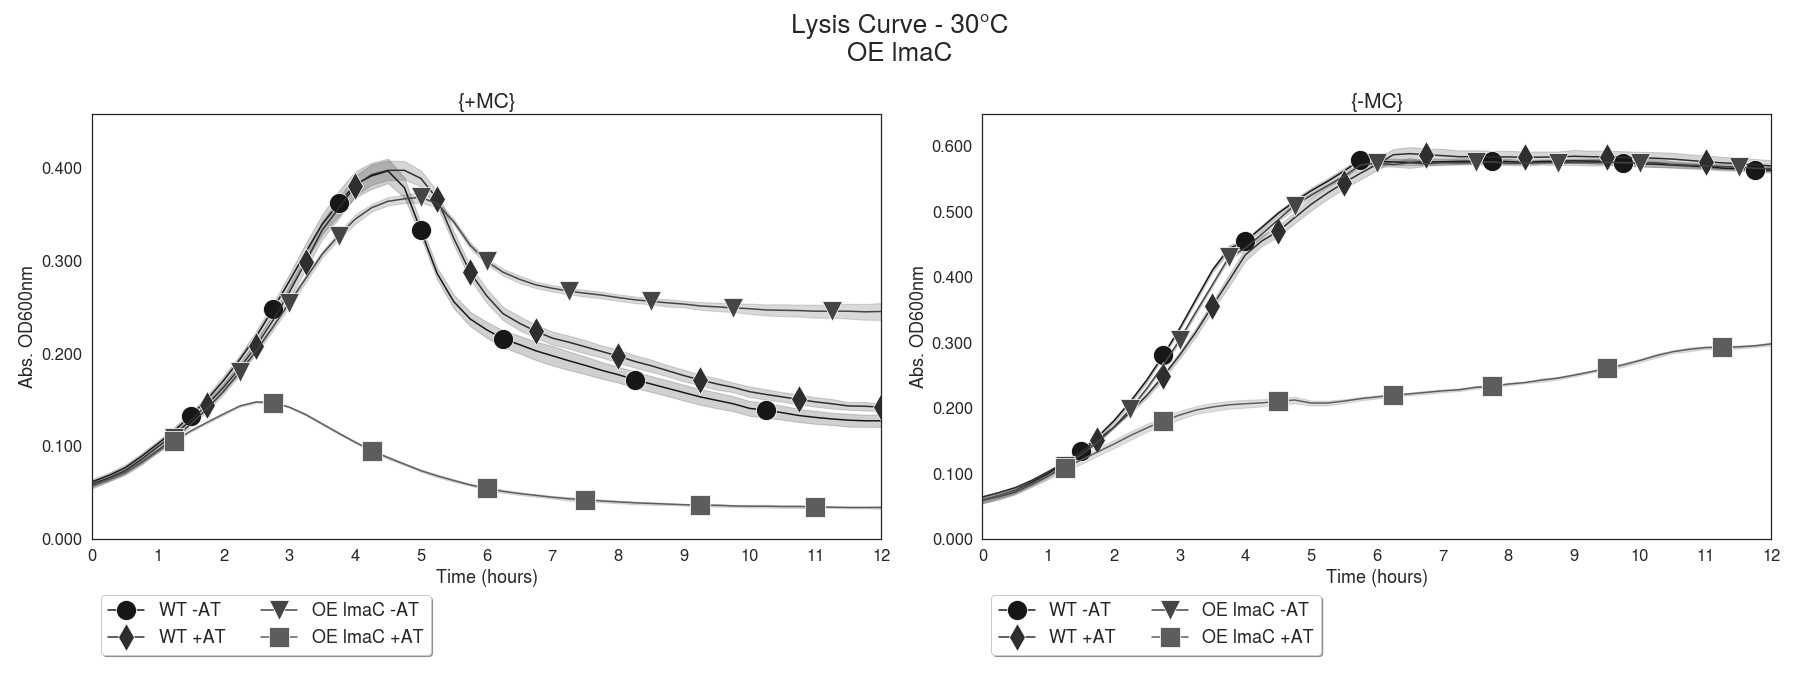 Lysis Curve - 30°C
OE lmaC
{+MC}
Abs. OD600nm
0.400
0.300
0.200
0.100
0.000
0 1 2 3 4 5 6 7 8 9 10 11 12
Time (hours)
WT -AT
WT +AT
OE lmaC -AT
OE lmaC +AT
{-MC}
Abs. OD600nm
0.600
0.500
0.400
0.300
0.200
0.100
0.000
0 1 2 3 4 5 6 7 8 9 10 11 12
Time (hours)
WT -AT
WT +AT
OE lmaC -AT
OE lmaC +AT